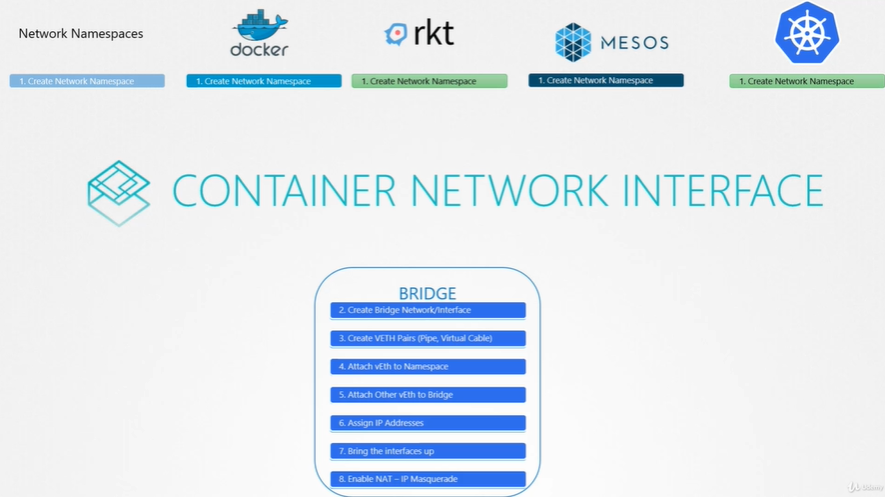 Network Namespaces
docker
rkt
MESOS
1. Create Network Namespace
1. Create Network Namespace
1. Create Network Namespace
1. Create Network Namespace
1. Create Network Namespace
CONTAINER NETWORK INTERFACE
BRIDGE
2. Create Bridge Network/Interface
3. Create VETH Pairs (Pipe, Virtual Cable)
4. Attach vEth to Namespace
5. Attach Other vEth to Bridge
6. Assign IP Addresses
7. Bring the interfaces up
8. Enable NAT – IP Masquerade
Udemy